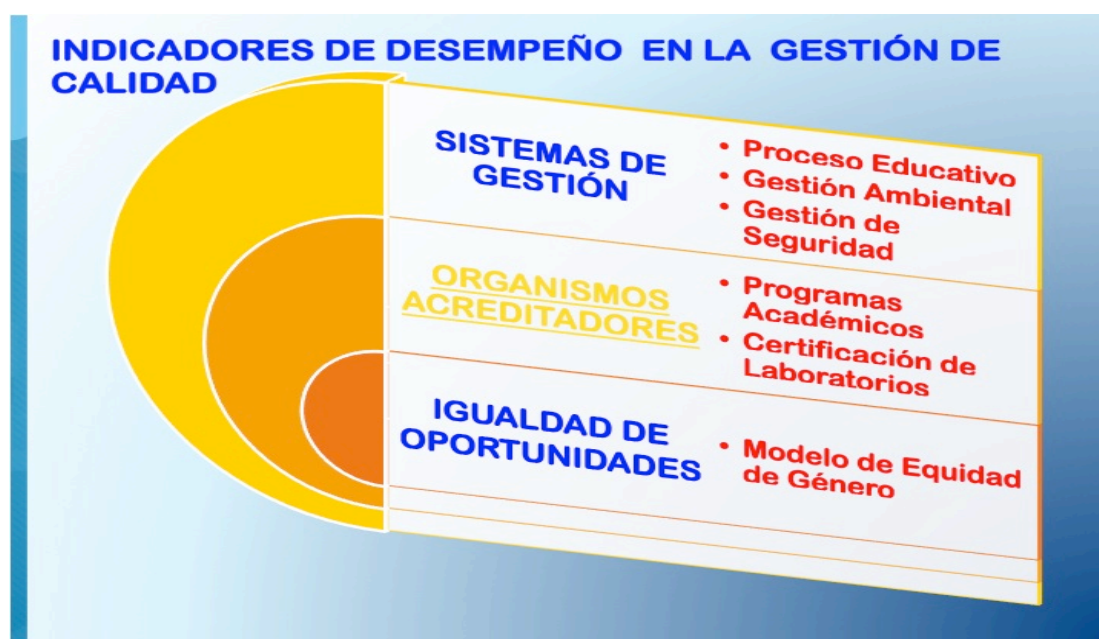 INDICADORES DE DESEMPEÑO EN LA GESTIÓN DE
CALIDAD
SISTEMAS DE
GESTIÓN
• Proceso Educativo
• Gestión Ambiental
• Gestión de
Seguridad
ORGANISMOS
ACREDITADORES
• Programas
Académicos
• Certificación de
Laboratorios
IGUALDAD DE
OPORTUNIDADES
• Modelo de Equidad
de Género